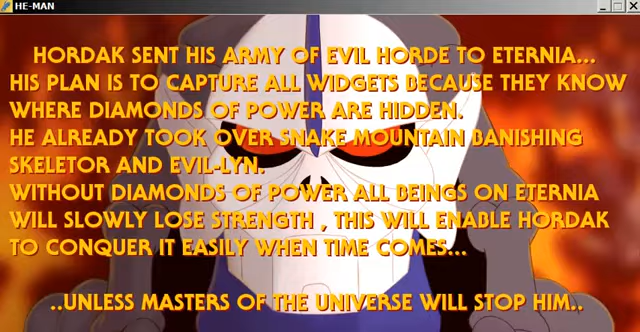 HE-MAN
HORDAK SENT HIS ARMY OF EVIL HORDE TO ETERNIA...
HIS PLAN IS TO CAPTURE ALL WIDGETS BECAUSE THEY KNOW
WHERE DIAMONDS OF POWER ARE HIDDEN.
HE ALREADY TOOK OVER SNAKE MOUNTAIN BANISHING
SKELETOR AND EVIL-LYN.
WITHOUT DIAMONDS OF POWER ALL BEINGS ON ETERNIA
WILL SLOWLY LOSE STRENGTH , THIS WILL ENABLE HORDAK
TO CONQUER IT EASILY WHEN TIME COMES...
..UNLESS MASTERS OF THE UNIVERSE WILL STOP HIM..